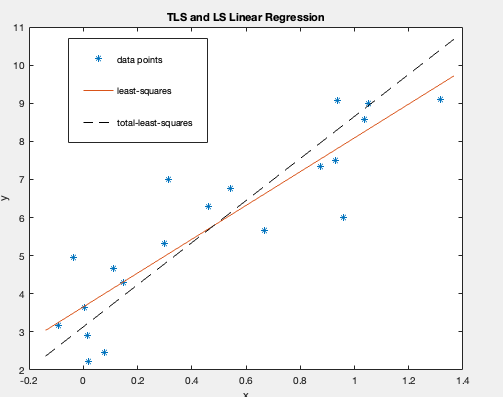 TLS and LS Linear Regression
11
10
9
8
7
6
5
4
3
2
y
data points
least-squares
total-least-squares
-0.2 0 0.2 0.4 0.6 0.8 1 1.2 1.4
x